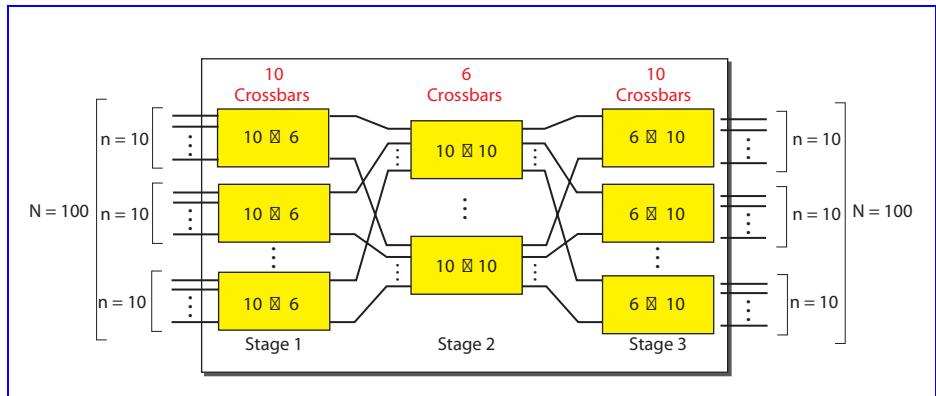 10
Crossbars
6
Crossbars
10
Crossbars
N = 100
n = 10
n = 10
n = 10
10 6
10 6
10 6
10 10
10 10
6 10
6 10
6 10
n = 10
n = 10
n = 10
N = 100
Stage 1
Stage 2
Stage 3